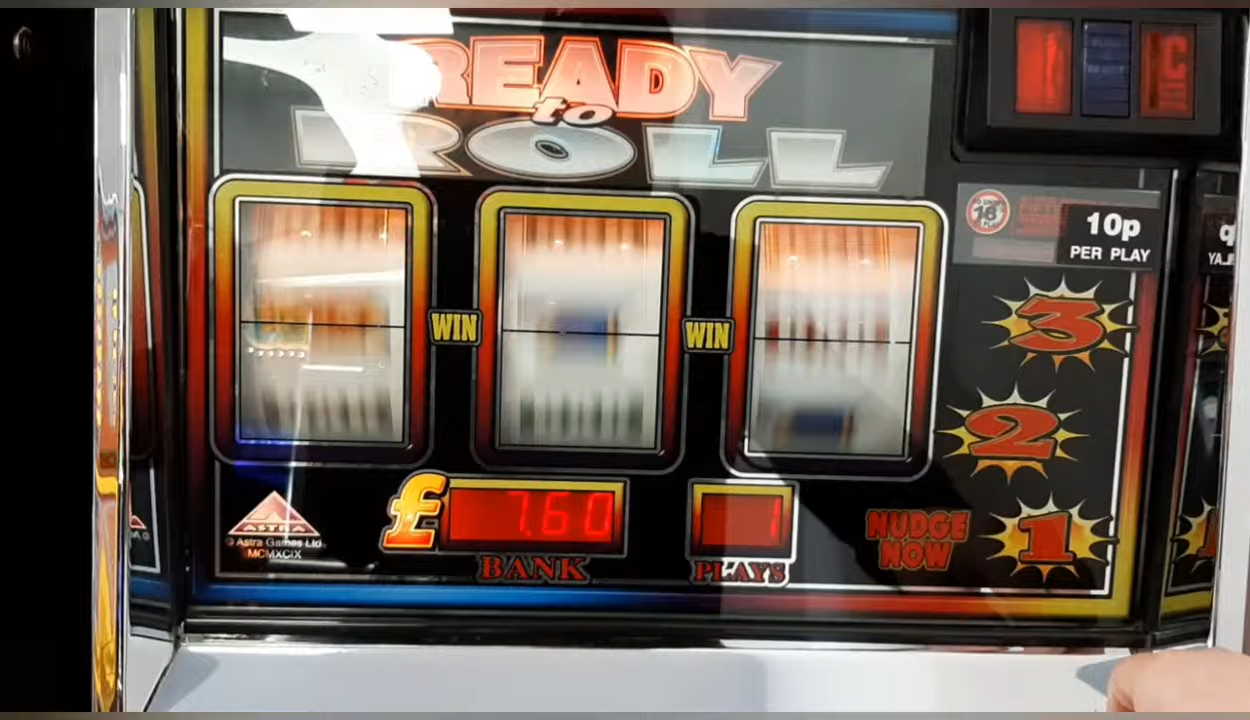 READY
to
ROLL
18
10p
PER PLAY
WIN
WIN
3
2
1
£
7.60
1
BANK
PLAYS
NUDGE
NOW
ASTRA
© Astra Games Ltd
MCMXCIX